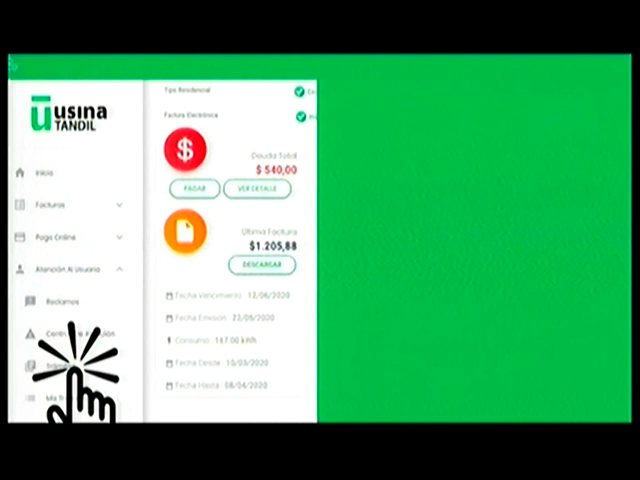 usina
TANDIL
Inicio
Facturas
Pago Online
Atención Al Usuario
Reclamos
Tipo Residencial
Factura Electrónica
$
Deuda Total
$ 540,00
PAGAR
VER DETALLE
Última Factura
$1.205,88
DESCARGAR
Fecha Vencimiento : 12/06/2020
Fecha Emisión : 22/05/2020
Consumo : 167.00 kWh
Fecha Desde : 10/03/2020
Fecha Hasta : 08/04/2020